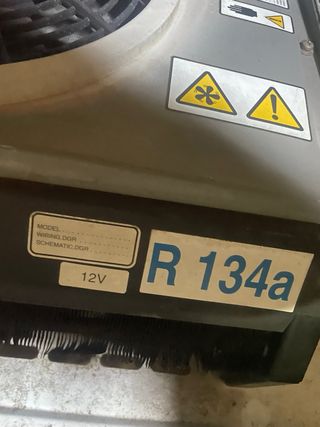 MODEL
WIRING.DGR
SCHEMATIC.DGR
12V
R 134a